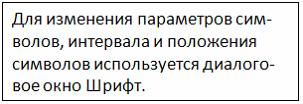 Для изменения параметров сим-
волов, интервала и положения
символов используется диалого-
вое окно Шрифт.